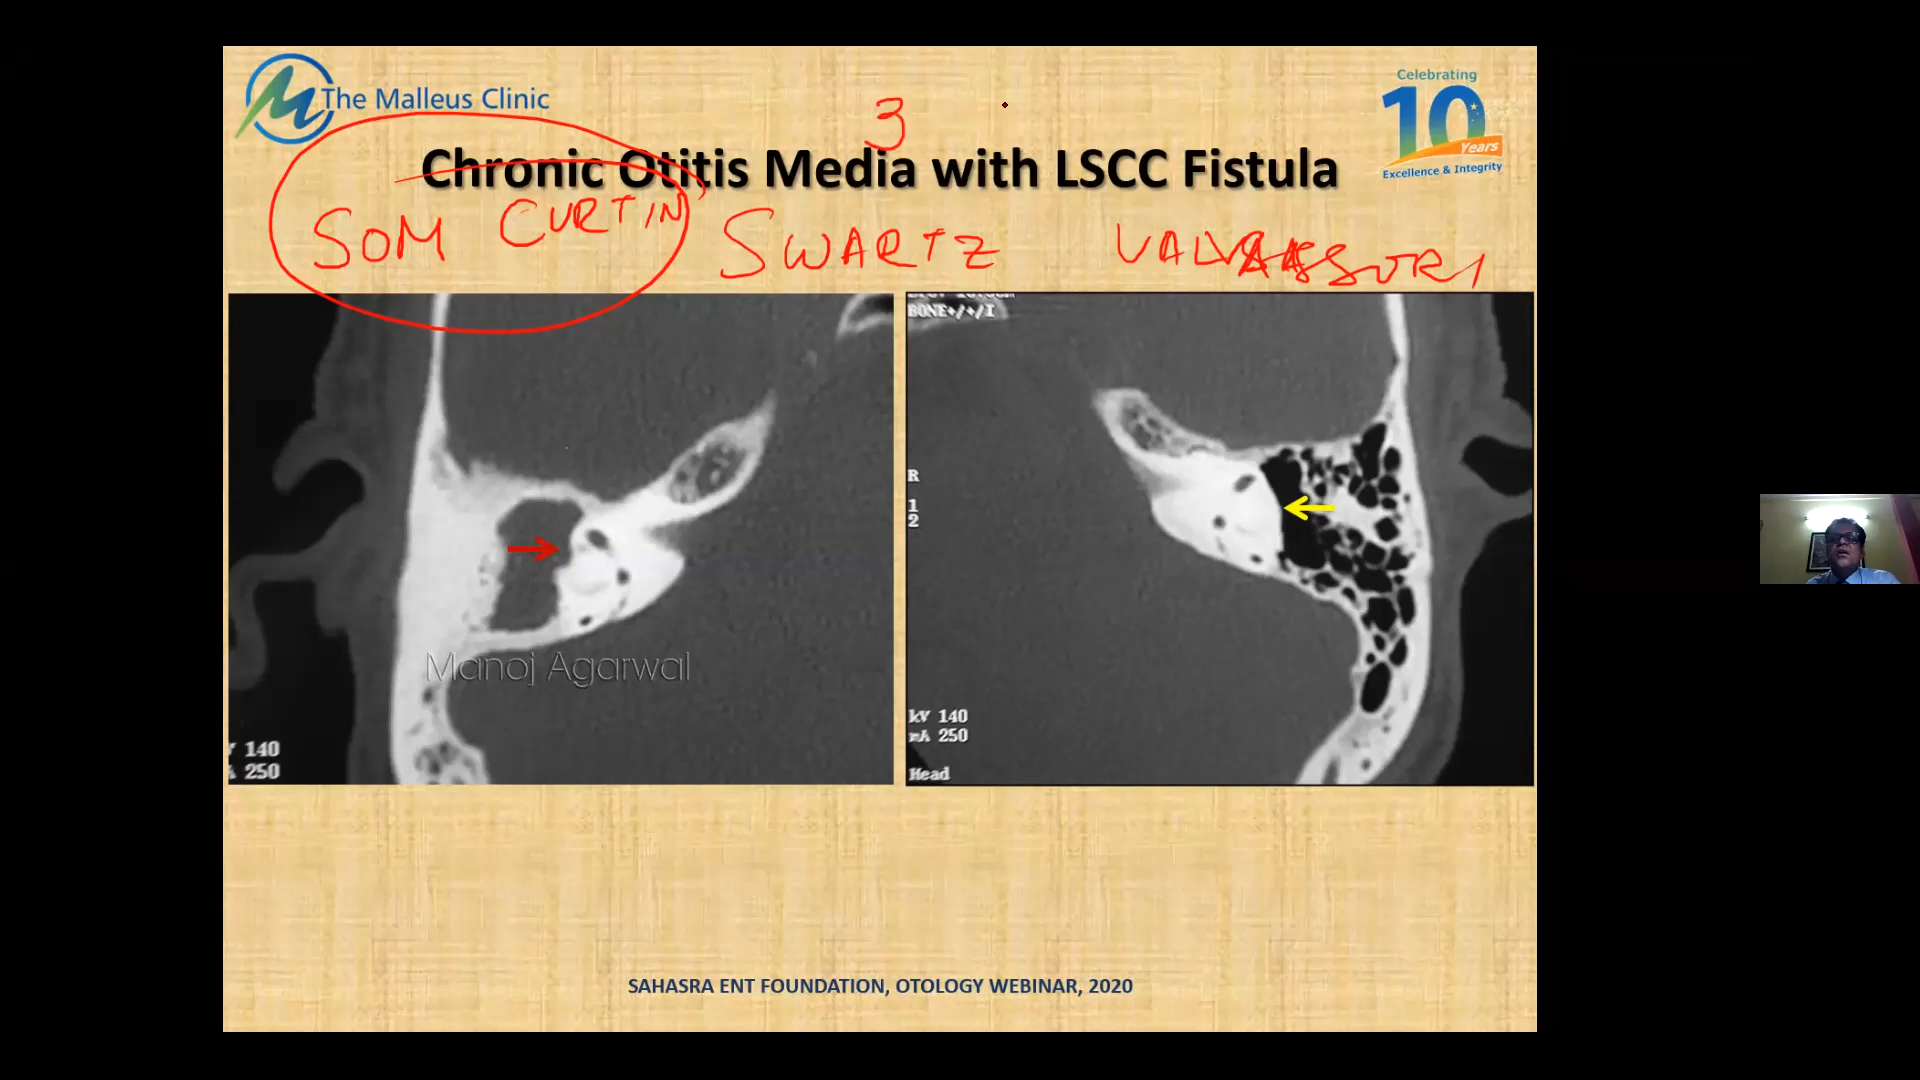 The Malleus Clinic
Celebrating
10
Years
Excellence & Integrity
3
Chronic Otitis Media with LSCC Fistula
SOM CURTIN SWARTZ
BONE+/+/I
R
1
2
kV 140
mA 250
Head
140
250
Manoj Agarwal
SAHASRA ENT FOUNDATION, OTOLOGY WEBINAR, 2020